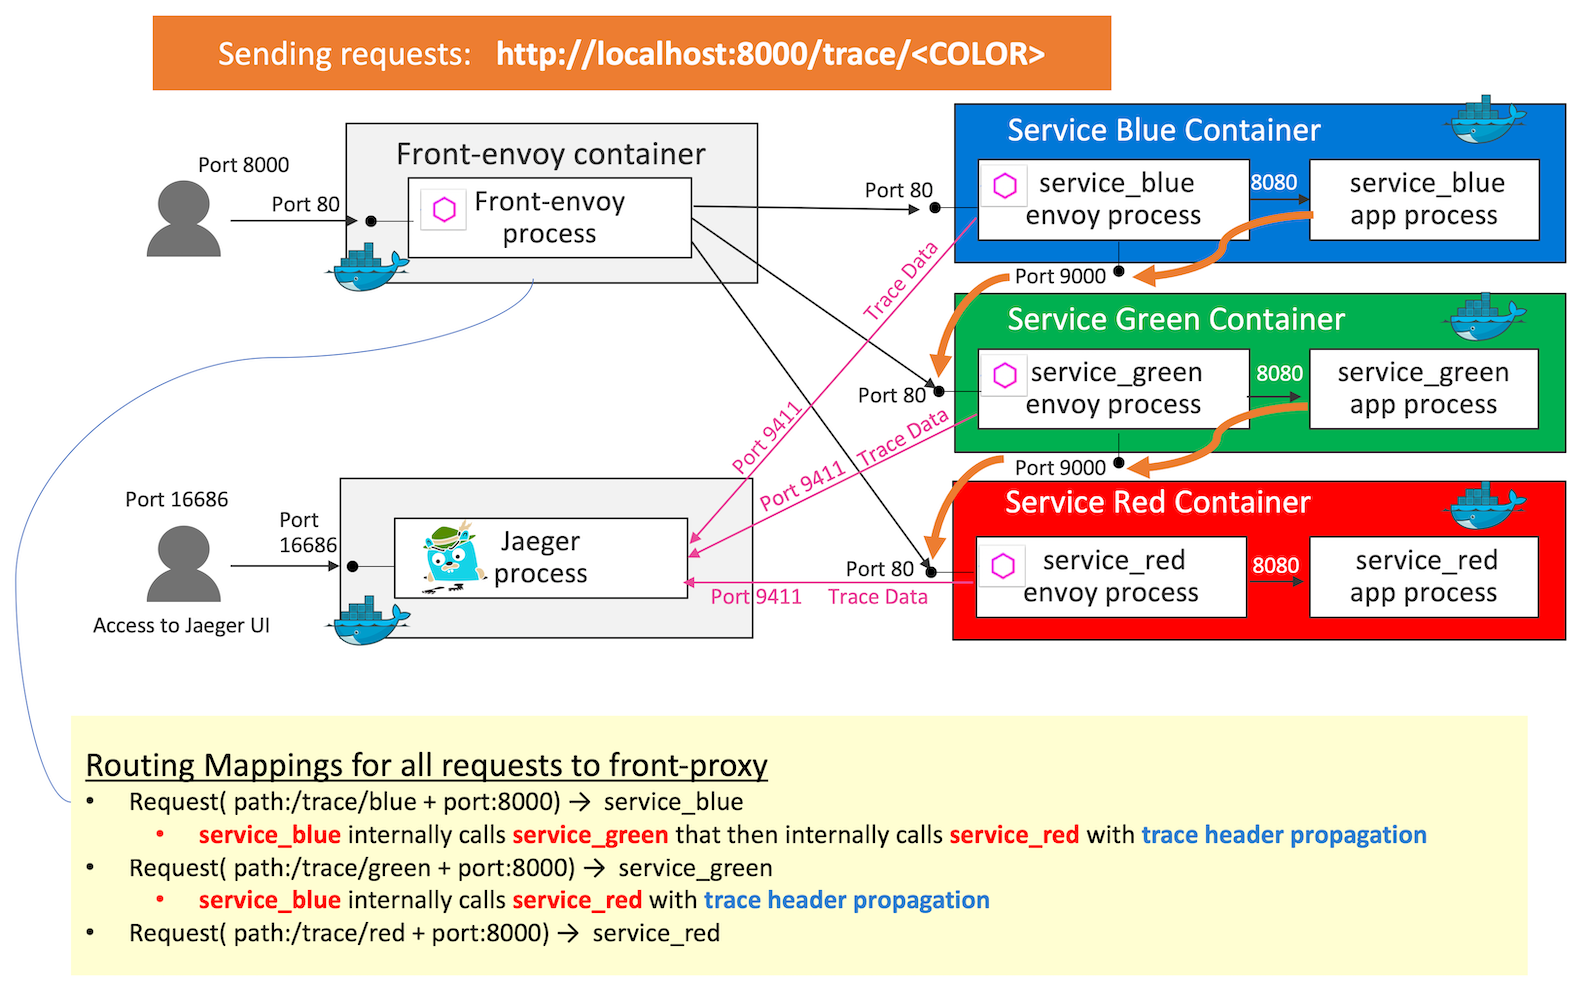 Sending requests: http://localhost:8000/trace/<COLOR>
Port 8000
Port 80
Front-envoy container
Front-envoy
process
Port 80
Service Blue Container
service_blue
envoy process
8080
service_blue
app process
Port 9000
Trace Data
Port 9411
Port 80
Service Green Container
service_green
envoy process
8080
service_green
app process
Port 9000
Port 9411 Trace Data
Port 16686
Port
16686
Access to Jaeger UI
Jaeger
process
Port 80
Port 9411 Trace Data
Service Red Container
service_red
envoy process
8080
service_red
app process
Routing Mappings for all requests to front-proxy
• Request( path:/trace/blue + port:8000) → service_blue
• service_blue internally calls service_green that then internally calls service_red with trace header propagation
• Request( path:/trace/green + port:8000) → service_green
• service_blue internally calls service_red with trace header propagation
• Request( path:/trace/red + port:8000) → service_red